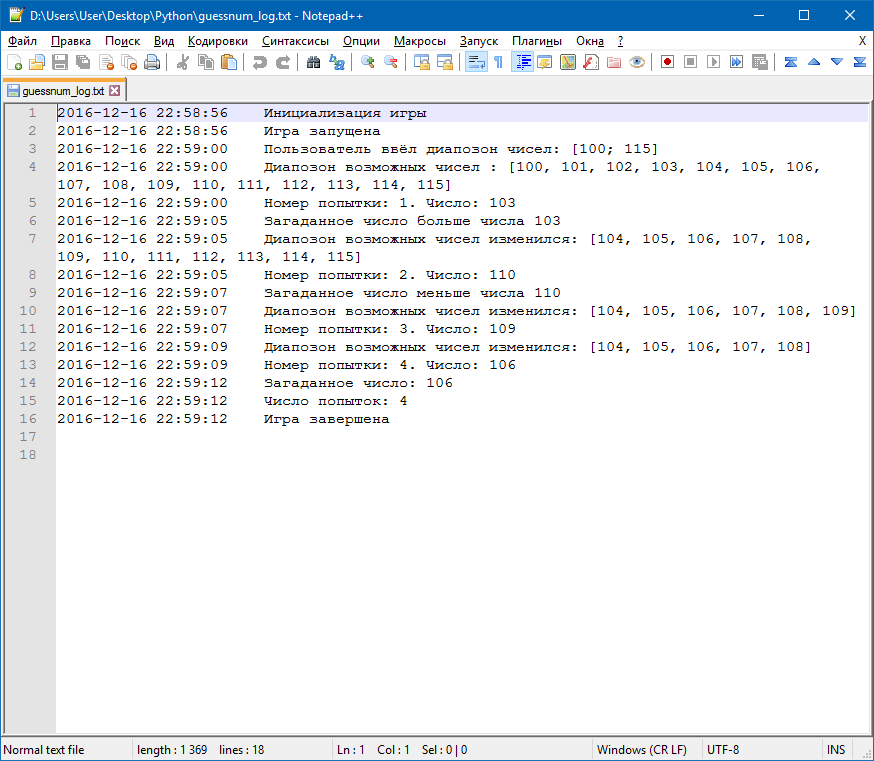 D:\Users\User\Desktop\Python\guessnum_log.txt - Notepad++
Файл Правка Поиск Вид Кодировки Синтаксисы Опции Макросы Запуск Плагины Окна ? X
guessnum_log.txt
1 2016-12-16 22:58:56 Инициализация игры
2 2016-12-16 22:58:56 Игра запущена
3 2016-12-16 22:59:00 Пользователь ввёл диапозон чисел: [100; 115]
4 2016-12-16 22:59:00 Диапозон возможных чисел : [100, 101, 102, 103, 104, 105, 106,
107, 108, 109, 110, 111, 112, 113, 114, 115]
5 2016-12-16 22:59:00 Номер попытки: 1. Число: 103
6 2016-12-16 22:59:05 Загаданное число больше числа 103
7 2016-12-16 22:59:05 Диапозон возможных чисел изменился: [104, 105, 106, 107, 108,
109, 110, 111, 112, 113, 114, 115]
8 2016-12-16 22:59:05 Номер попытки: 2. Число: 110
9 2016-12-16 22:59:07 Загаданное число меньше числа 110
10 2016-12-16 22:59:07 Диапозон возможных чисел изменился: [104, 105, 106, 107, 108, 109]
11 2016-12-16 22:59:07 Номер попытки: 3. Число: 109
12 2016-12-16 22:59:09 Диапозон возможных чисел изменился: [104, 105, 106, 107, 108]
13 2016-12-16 22:59:09 Номер попытки: 4. Число: 106
14 2016-12-16 22:59:12 Загаданное число: 106
15 2016-12-16 22:59:12 Число попыток: 4
16 2016-12-16 22:59:12 Игра завершена
17
18
Normal text file length : 1 369 lines : 18 Ln : 1 Col : 1 Sel : 0 | 0 Windows (CR LF) UTF-8 INS